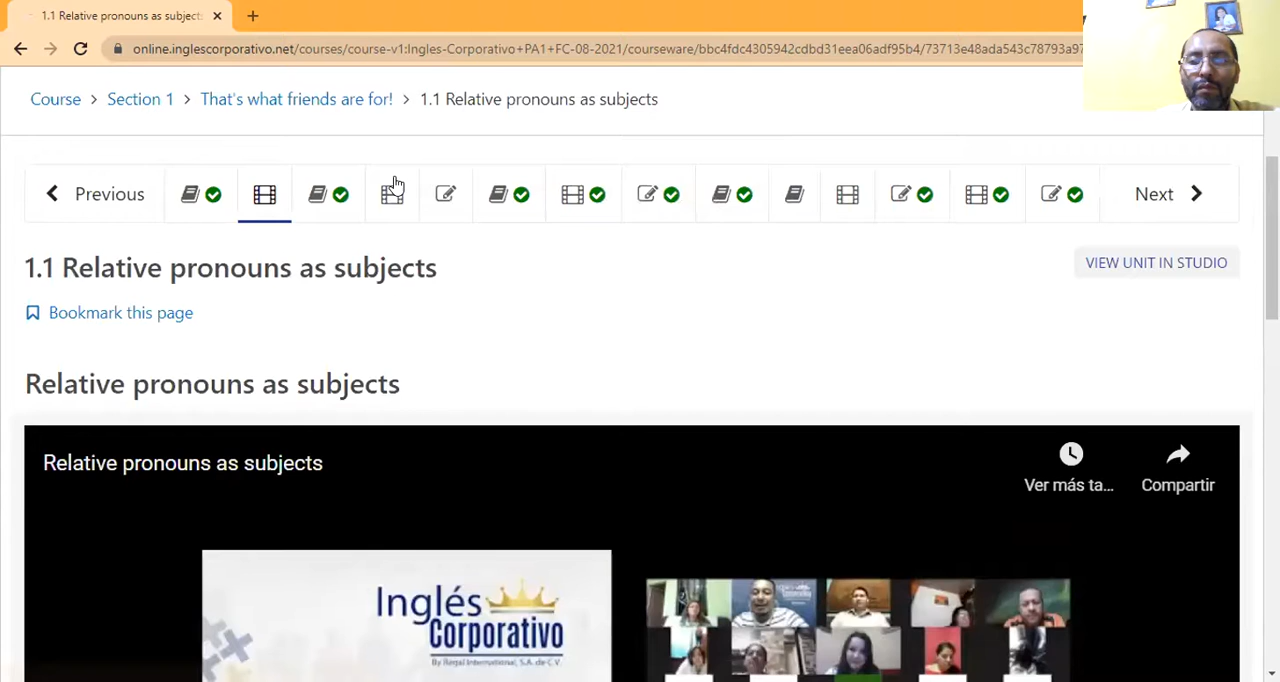 1.1 Relative pronouns as subjects
online.inglescorporativo.net/courses/course-v1:Ingles-Corporativo+PA1+FC-08-2021/courseware/bbc4fdc4305942cdbd31eea06adf95b4/73713e48ada543c78793a97
Course > Section 1 > That's what friends are for! > 1.1 Relative pronouns as subjects
Previous
Next
1.1 Relative pronouns as subjects
VIEW UNIT IN STUDIO
Bookmark this page
Relative pronouns as subjects
Relative pronouns as subjects
Ver más ta...
Compartir
Inglés
Corporativo
By Regal International, S.A. de C.V.